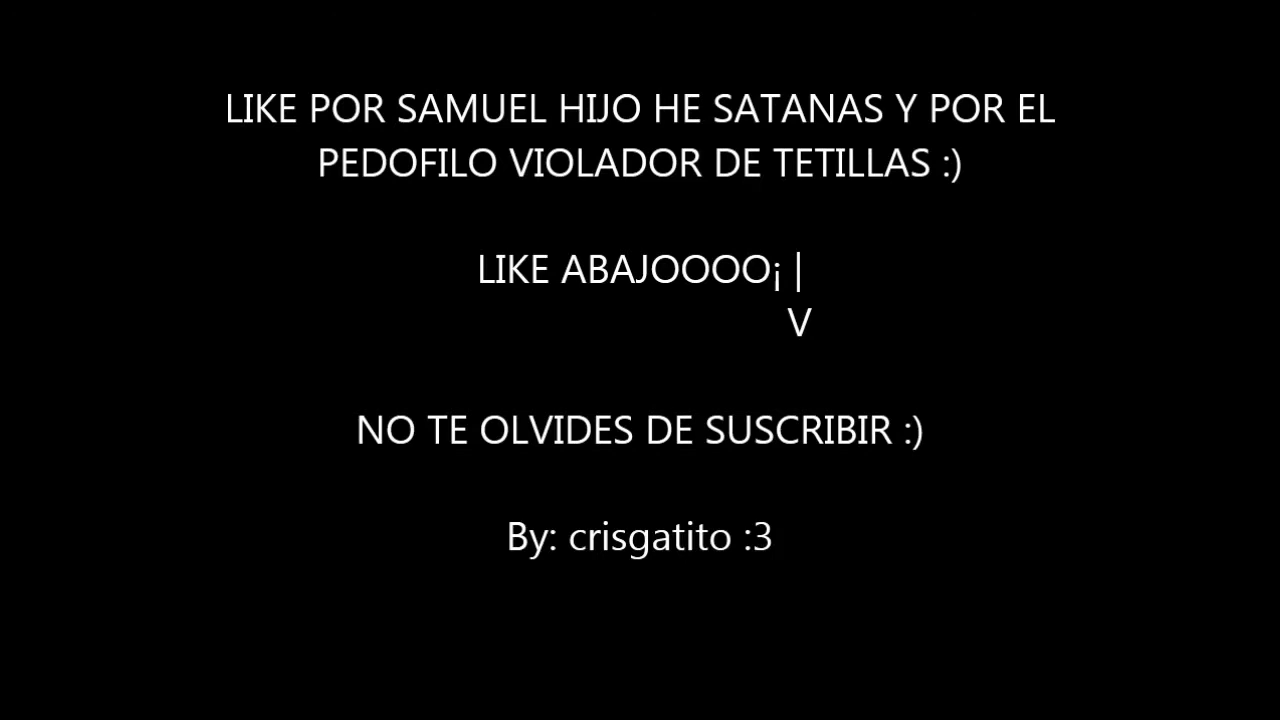 LIKE POR SAMUEL HIJO HE SATANAS Y POR EL
PEDOFILO VIOLADOR DE TETILLAS :)
LIKE ABAJOOOO¡ |
V
NO TE OLVIDES DE SUSCRIBIR :)
By: crisgatito :3